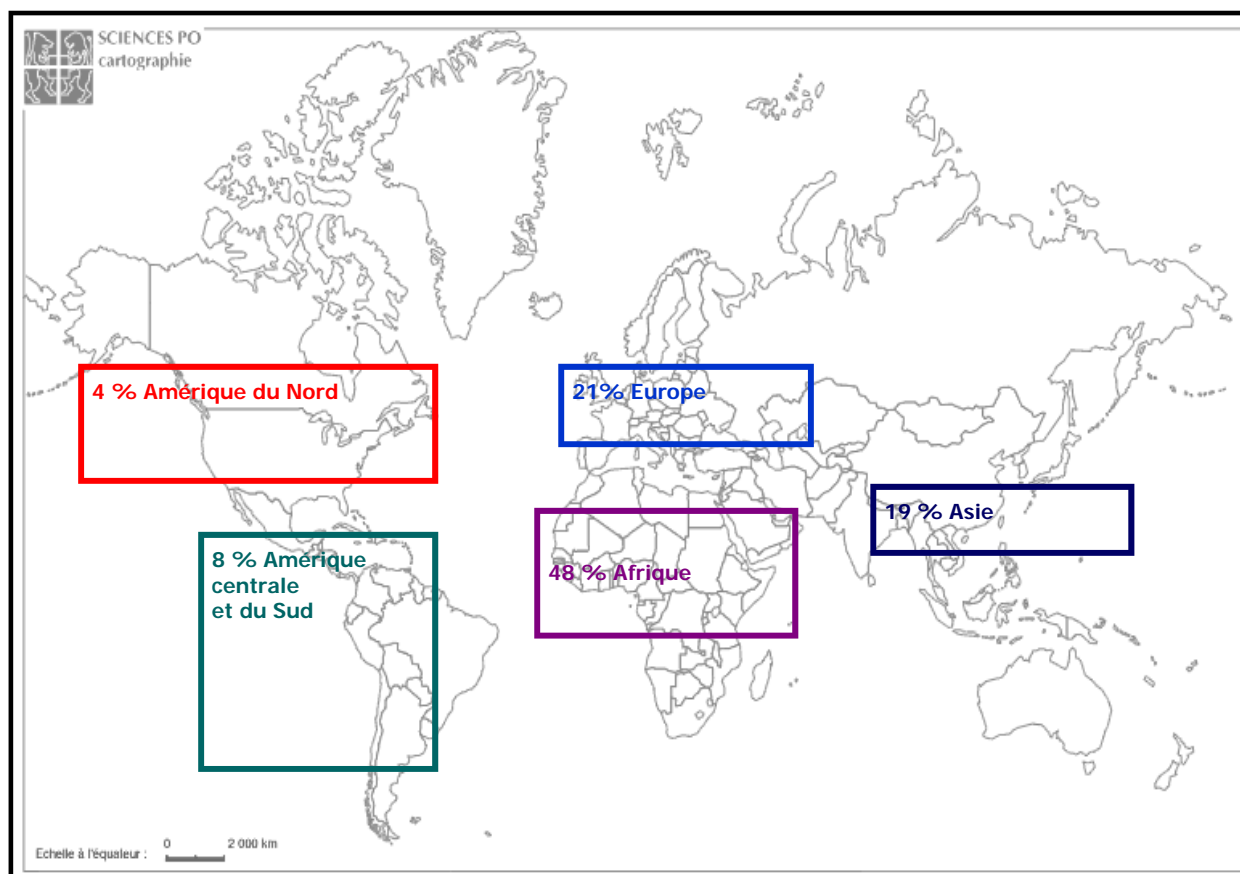 SCIENCES PO
cartographie
4 % Amérique du Nord
21% Europe
19 % Asie
8 % Amérique
centrale
et du Sud
48 % Afrique
Echelle à l'équateur :
0
2 000 km